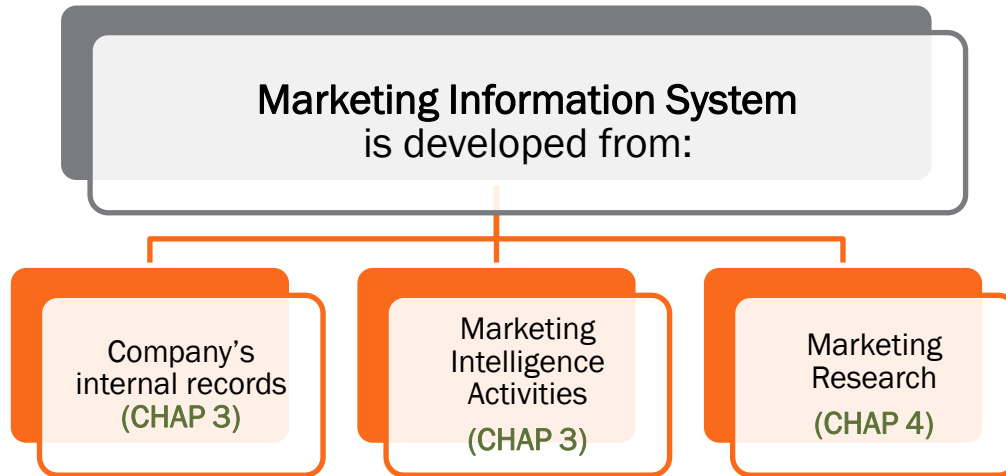 Marketing Information System
is developed from:
Company’s
internal records
(CHAP 3)
Marketing
Intelligence
Activities
(CHAP 3)
Marketing
Research
(CHAP 4)